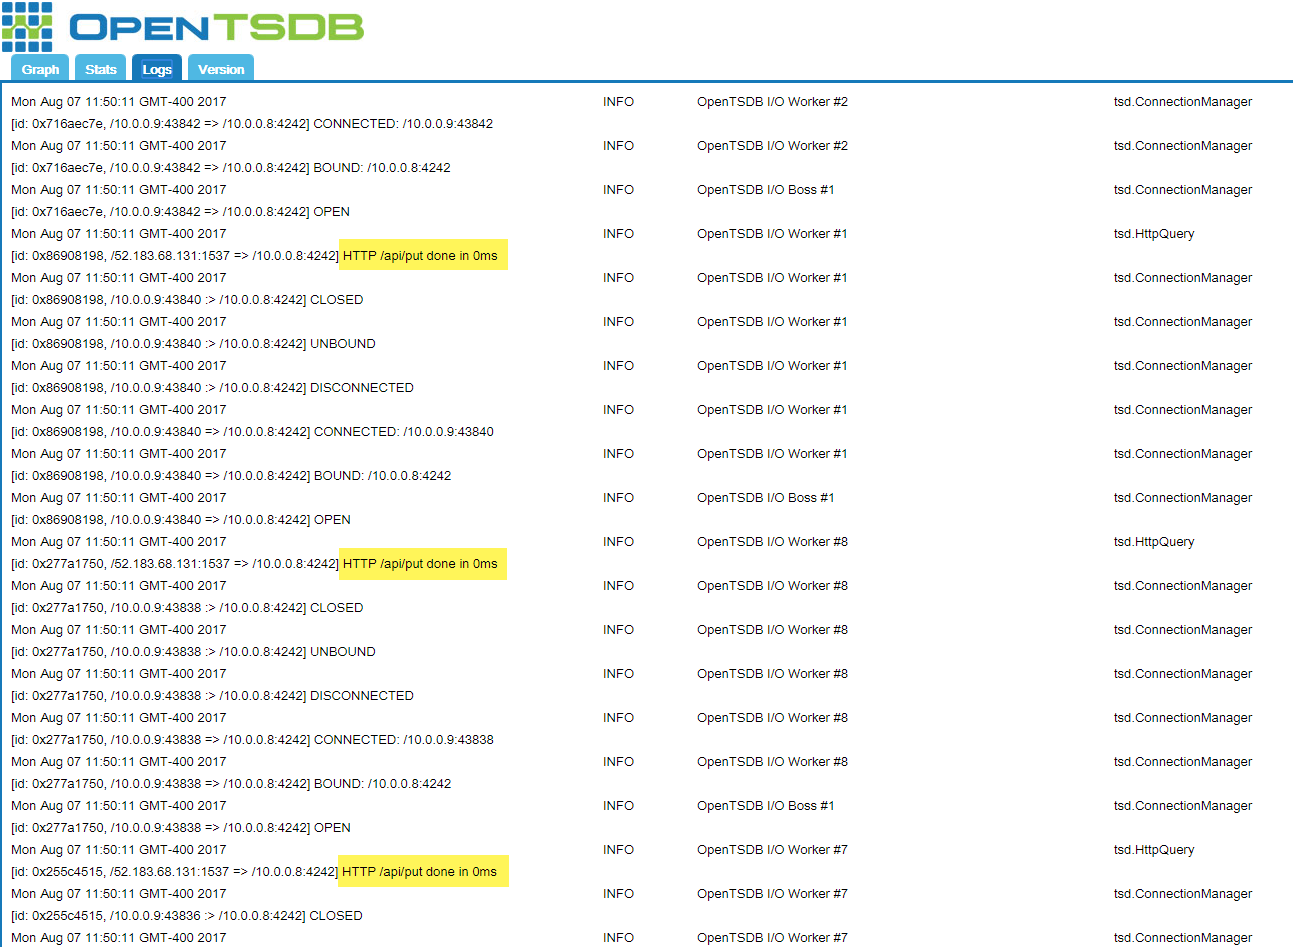 OPENTSDB
Graph Stats Logs Version
Mon Aug 07 11:50:11 GMT-400 2017 INFO OpenTSDB I/O Worker #2 tsd.ConnectionManager
[id: 0x716aec7e, /10.0.0.9:43842 => /10.0.0.8:4242] CONNECTED: /10.0.0.9:43842
Mon Aug 07 11:50:11 GMT-400 2017 INFO OpenTSDB I/O Worker #2 tsd.ConnectionManager
[id: 0x716aec7e, /10.0.0.9:43842 => /10.0.0.8:4242] BOUND: /10.0.0.8:4242
Mon Aug 07 11:50:11 GMT-400 2017 INFO OpenTSDB I/O Boss #1 tsd.ConnectionManager
[id: 0x716aec7e, /10.0.0.9:43842 => /10.0.0.8:4242] OPEN
Mon Aug 07 11:50:11 GMT-400 2017 INFO OpenTSDB I/O Worker #1 tsd.HttpQuery
[id: 0x86908198, /52.183.68.131:1537 => /10.0.0.8:4242] HTTP /api/put done in 0ms
Mon Aug 07 11:50:11 GMT-400 2017 INFO OpenTSDB I/O Worker #1 tsd.ConnectionManager
[id: 0x86908198, /10.0.0.9:43840 :> /10.0.0.8:4242] CLOSED
Mon Aug 07 11:50:11 GMT-400 2017 INFO OpenTSDB I/O Worker #1 tsd.ConnectionManager
[id: 0x86908198, /10.0.0.9:43840 :> /10.0.0.8:4242] UNBOUND
Mon Aug 07 11:50:11 GMT-400 2017 INFO OpenTSDB I/O Worker #1 tsd.ConnectionManager
[id: 0x86908198, /10.0.0.9:43840 :> /10.0.0.8:4242] DISCONNECTED
Mon Aug 07 11:50:11 GMT-400 2017 INFO OpenTSDB I/O Worker #1 tsd.ConnectionManager
[id: 0x86908198, /10.0.0.9:43840 => /10.0.0.8:4242] CONNECTED: /10.0.0.9:43840
Mon Aug 07 11:50:11 GMT-400 2017 INFO OpenTSDB I/O Worker #1 tsd.ConnectionManager
[id: 0x86908198, /10.0.0.9:43840 => /10.0.0.8:4242] BOUND: /10.0.0.8:4242
Mon Aug 07 11:50:11 GMT-400 2017 INFO OpenTSDB I/O Boss #1 tsd.ConnectionManager
[id: 0x86908198, /10.0.0.9:43840 => /10.0.0.8:4242] OPEN
Mon Aug 07 11:50:11 GMT-400 2017 INFO OpenTSDB I/O Worker #8 tsd.HttpQuery
[id: 0x277a1750, /52.183.68.131:1537 => /10.0.0.8:4242] HTTP /api/put done in 0ms
Mon Aug 07 11:50:11 GMT-400 2017 INFO OpenTSDB I/O Worker #8 tsd.ConnectionManager
[id: 0x277a1750, /10.0.0.9:43838 :> /10.0.0.8:4242] CLOSED
Mon Aug 07 11:50:11 GMT-400 2017 INFO OpenTSDB I/O Worker #8 tsd.ConnectionManager
[id: 0x277a1750, /10.0.0.9:43838 :> /10.0.0.8:4242] UNBOUND
Mon Aug 07 11:50:11 GMT-400 2017 INFO OpenTSDB I/O Worker #8 tsd.ConnectionManager
[id: 0x277a1750, /10.0.0.9:43838 :> /10.0.0.8:4242] DISCONNECTED
Mon Aug 07 11:50:11 GMT-400 2017 INFO OpenTSDB I/O Worker #8 tsd.ConnectionManager
[id: 0x277a1750, /10.0.0.9:43838 => /10.0.0.8:4242] CONNECTED: /10.0.0.9:43838
Mon Aug 07 11:50:11 GMT-400 2017 INFO OpenTSDB I/O Worker #8 tsd.ConnectionManager
[id: 0x277a1750, /10.0.0.9:43838 => /10.0.0.8:4242] BOUND: /10.0.0.8:4242
Mon Aug 07 11:50:11 GMT-400 2017 INFO OpenTSDB I/O Boss #1 tsd.ConnectionManager
[id: 0x277a1750, /10.0.0.9:43838 => /10.0.0.8:4242] OPEN
Mon Aug 07 11:50:11 GMT-400 2017 INFO OpenTSDB I/O Worker #7 tsd.HttpQuery
[id: 0x255c4515, /52.183.68.131:1537 => /10.0.0.8:4242] HTTP /api/put done in 0ms
Mon Aug 07 11:50:11 GMT-400 2017 INFO OpenTSDB I/O Worker #7 tsd.ConnectionManager
[id: 0x255c4515, /10.0.0.9:43836 :> /10.0.0.8:4242] CLOSED
Mon Aug 07 11:50:11 GMT-400 2017 INFO OpenTSDB I/O Worker #7 tsd.ConnectionManager